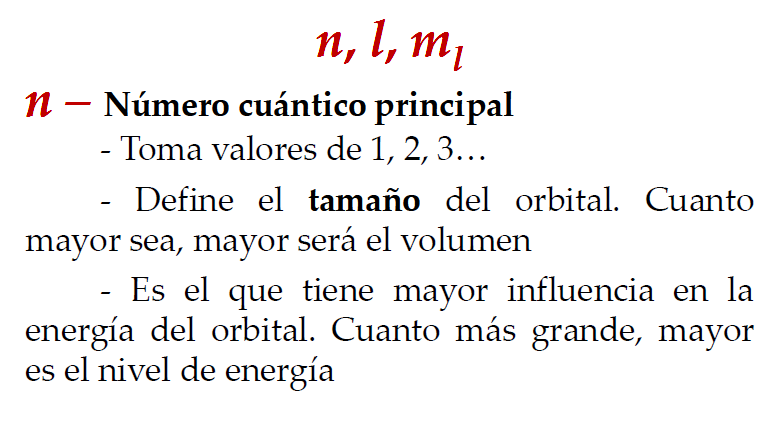 n, l, mₗ
n – Número cuántico principal
- Toma valores de 1, 2, 3…
- Define el tamaño del orbital. Cuanto
mayor sea, mayor será el volumen
- Es el que tiene mayor influencia en la
energía del orbital. Cuanto más grande, mayor
es el nivel de energía